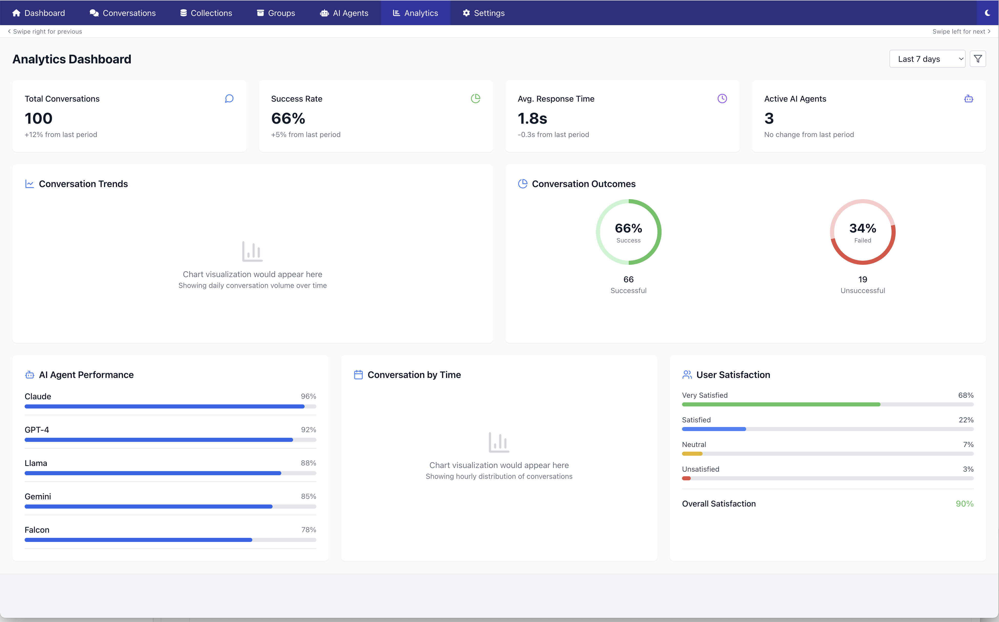 Dashboard
Conversations
Collections
Groups
AI Agents
Analytics
Settings
Swipe right for previous
Swipe left for next
Analytics Dashboard
Last 7 days
Total Conversations
100
+12% from last period
Success Rate
66%
+5% from last period
Avg. Response Time
1.8s
-0.3s from last period
Active AI Agents
3
No change from last period
Conversation Trends
Chart visualization would appear here
Showing daily conversation volume over time
Conversation Outcomes
66%
Success
66
Successful
34%
Failed
19
Unsuccessful
AI Agent Performance
Claude 96%
GPT-4 92%
Llama 88%
Gemini 85%
Falcon 78%
Conversation by Time
Chart visualization would appear here
Showing hourly distribution of conversations
User Satisfaction
Very Satisfied 68%
Satisfied 22%
Neutral 7%
Unsatisfied 3%
Overall Satisfaction 90%